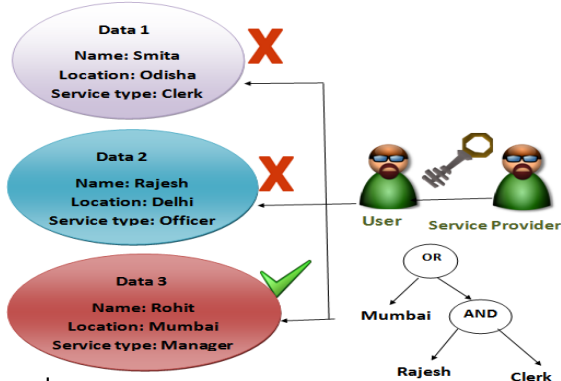 Data 1
Name: Smita
Location: Odisha
Service type: Clerk
X
Data 2
Name: Rajesh
Location: Delhi
Service type: Officer
X
User
Service Provider
Data 3
Name: Rohit
Location: Mumbai
Service type: Manager
OR
Mumbai
AND
Rajesh
Clerk